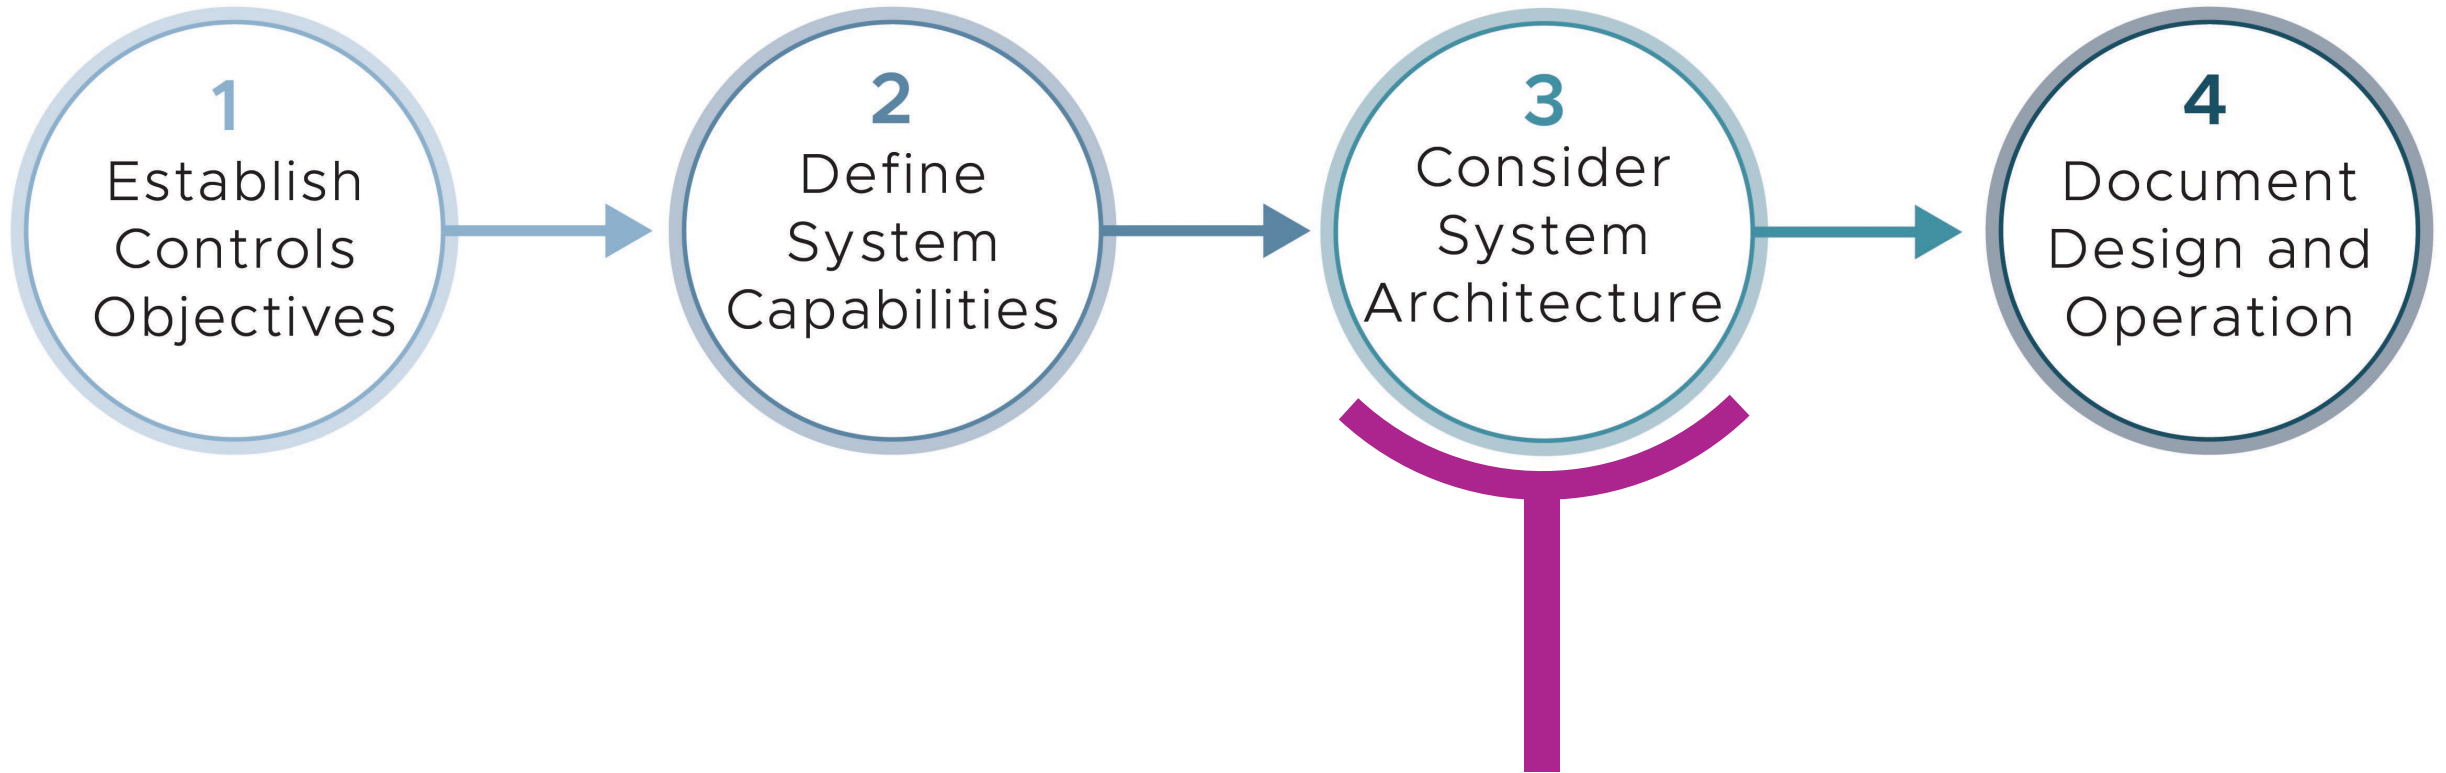 1
Establish
Controls
Objectives
2
Define
System
Capabilities
3
Consider
System
Architecture
4
Document
Design and
Operation